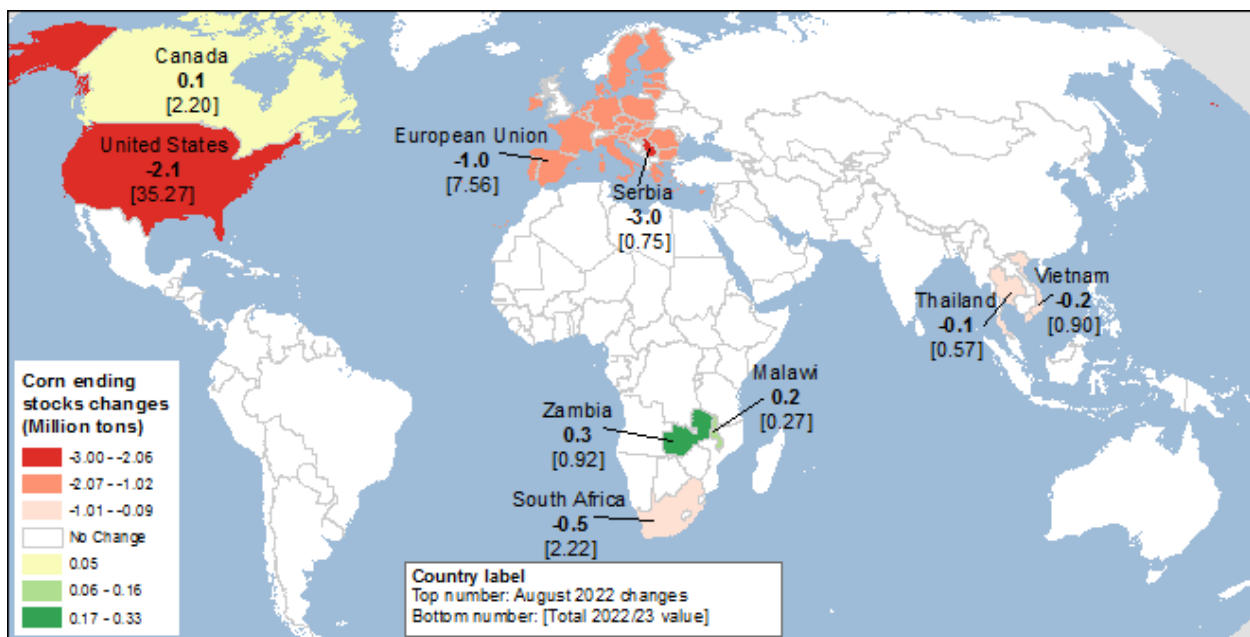 Canada
0.1
[2.20]
United States
-2.1
[35.27]
European Union
-1.0
[7.56]
Serbia
-3.0
[0.75]
Vietnam
-0.2
[0.90]
Thailand
-0.1
[0.57]
Malawi
0.2
[0.27]
Zambia
0.3
[0.92]
South Africa
-0.5
[2.22]
Corn ending
stocks changes
(Million tons)
-3.00 - -2.06
-2.07 - -1.02
-1.01 - -0.09
No Change
0.05
0.06 - 0.16
0.17 - 0.33
Country label
Top number: August 2022 changes
Bottom number: [Total 2022/23 value]